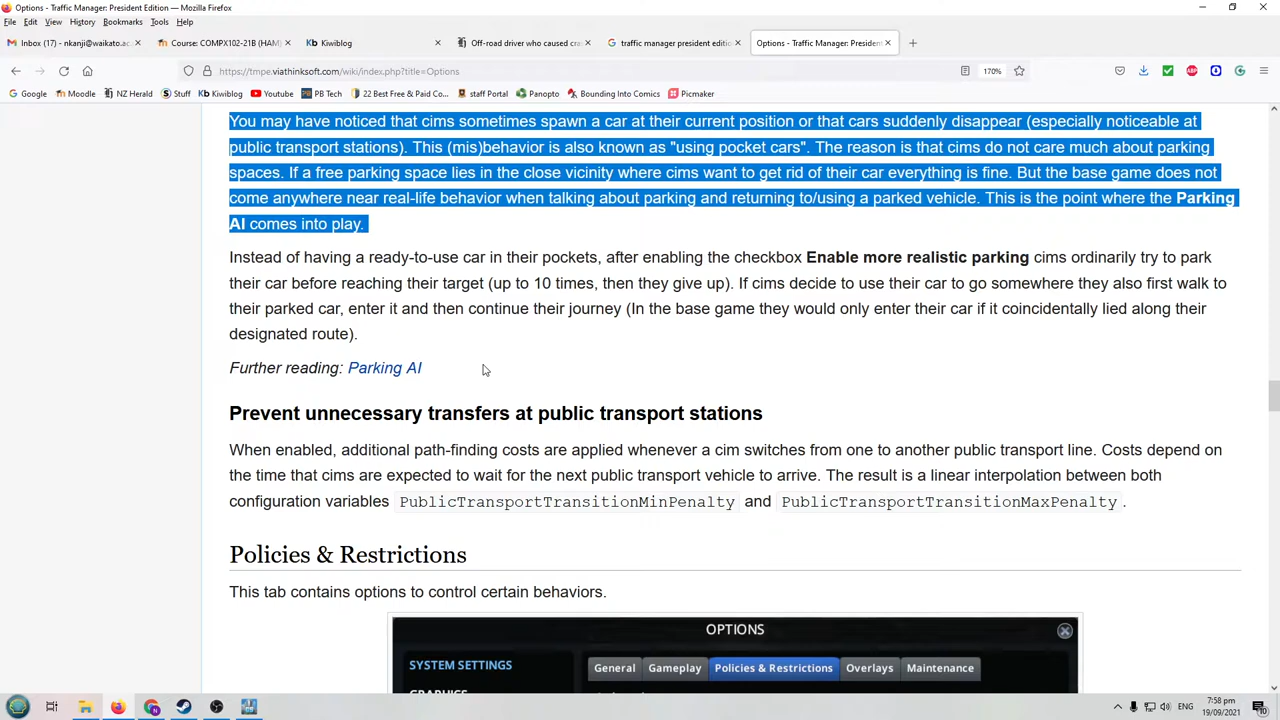 Options - Traffic Manager: President Edition — Mozilla Firefox
File Edit View History Bookmarks Tools Help
Inbox (17) - nkanji@waikato.ac.
Course: COMPX102-21B (HAM)
Kiwiblog
Off-road driver who caused cra
traffic manager president editio
Options - Traffic Manager: Presiden
https://tmpe.viathinksoft.com/wiki/index.php?title=Options
170%
Google Moodle NZ Herald Stuff Kiwiblog Youtube PB Tech 22 Best Free & Paid Co... staff Portal Panopto Bounding Into Comics Picmaker
You may have noticed that cims sometimes spawn a car at their current position or that cars suddenly disappear (especially noticeable at
public transport stations). This (mis)behavior is also known as "using pocket cars". The reason is that cims do not care much about parking
spaces. If a free parking space lies in the close vicinity where cims want to get rid of their car everything is fine. But the base game does not
come anywhere near real-life behavior when talking about parking and returning to/using a parked vehicle. This is the point where the Parking
AI comes into play.
Instead of having a ready-to-use car in their pockets, after enabling the checkbox Enable more realistic parking cims ordinarily try to park
their car before reaching their target (up to 10 times, then they give up). If cims decide to use their car to go somewhere they also first walk to
their parked car, enter it and then continue their journey (In the base game they would only enter their car if it coincidentally lied along their
designated route).
Further reading: Parking AI
Prevent unnecessary transfers at public transport stations
When enabled, additional path-finding costs are applied whenever a cim switches from one to another public transport line. Costs depend on
the time that cims are expected to wait for the next public transport vehicle to arrive. The result is a linear interpolation between both
configuration variables PublicTransportTransitionMinPenalty and PublicTransportTransitionMaxPenalty.
Policies & Restrictions
This tab contains options to control certain behaviors.
OPTIONS
SYSTEM SETTINGS
General Gameplay Policies & Restrictions Overlays Maintenance
GRAPHICS
ENG
7:58 pm
19/09/2021